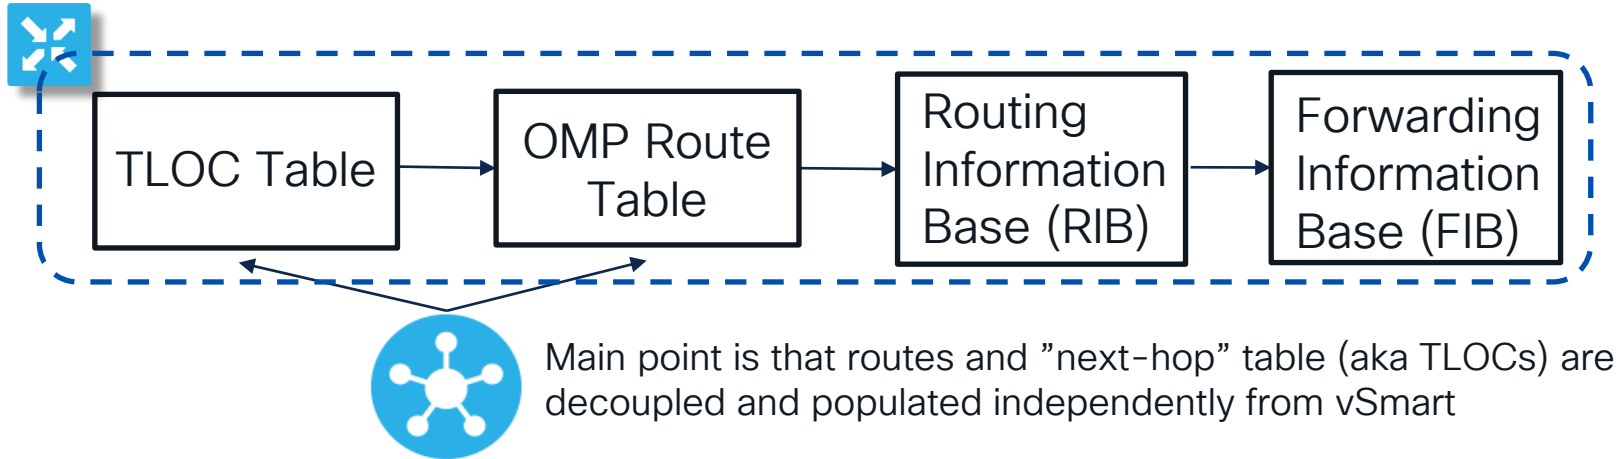 TLOC Table
OMP Route
Table
Routing
Information
Base (RIB)
Forwarding
Information
Base (FIB)
Main point is that routes and ”next-hop” table (aka TLOCs) are
decoupled and populated independently from vSmart